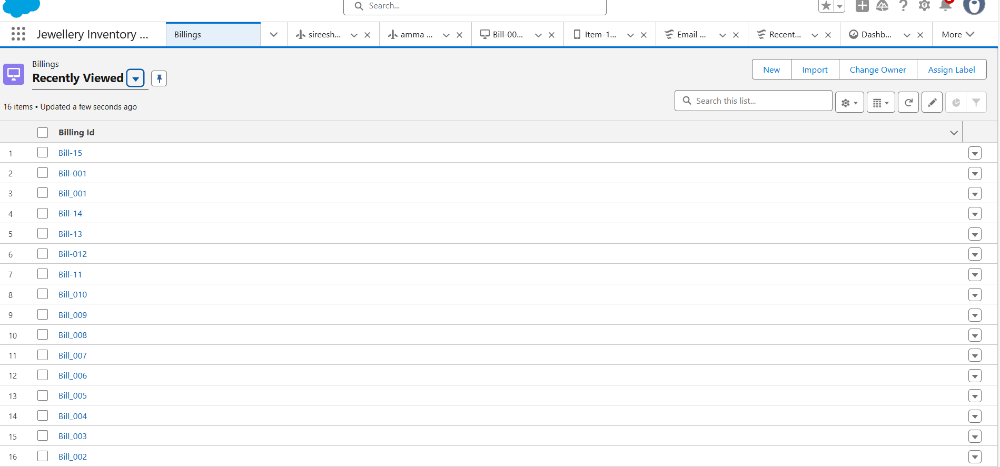 Search...
Jewellery Inventory ... Billings sireesh... amma ... Bill-00... Item-1... Email ... Recent... Dashb... More
Billings
Recently Viewed
New Import Change Owner Assign Label
16 items • Updated a few seconds ago
Search this list...
Billing Id
1 Bill-15
2 Bill-001
3 Bill_001
4 Bill-14
5 Bill-13
6 Bill-012
7 Bill-11
8 Bill_010
9 Bill_009
10 Bill_008
11 Bill_007
12 Bill_006
13 Bill_005
14 Bill_004
15 Bill_003
16 Bill_002